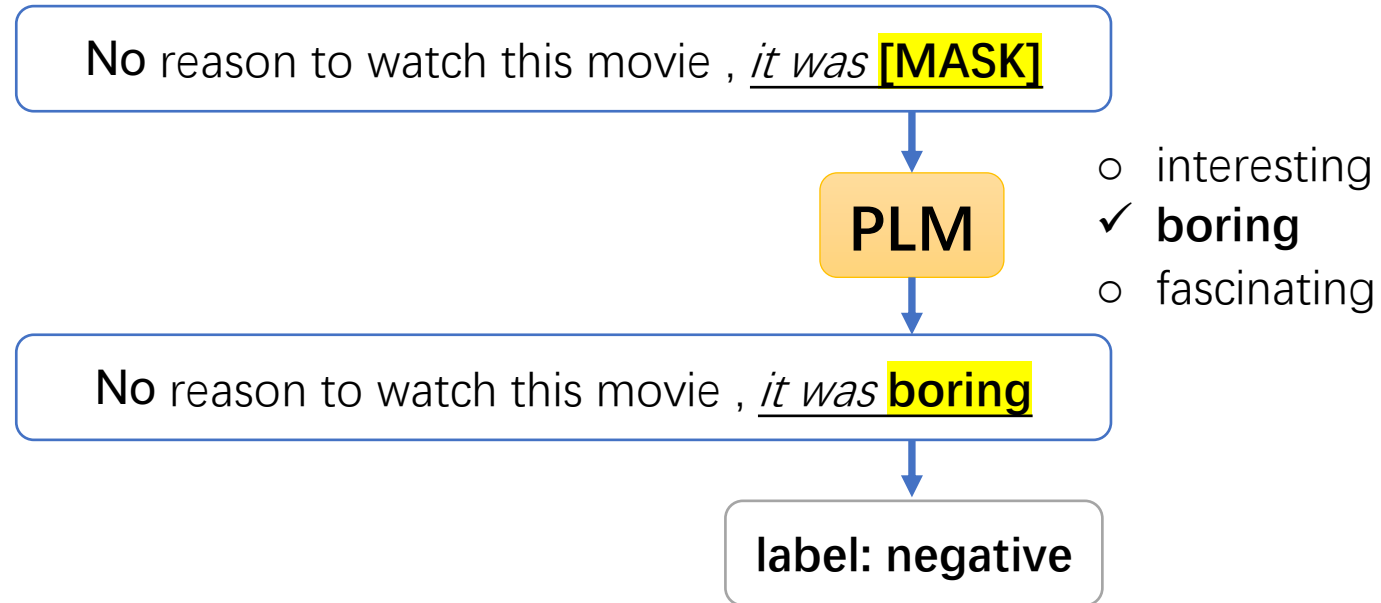 No reason to watch this movie , it was [MASK]
PLM
○ interesting
✓ boring
○ fascinating
No reason to watch this movie , it was boring
label: negative